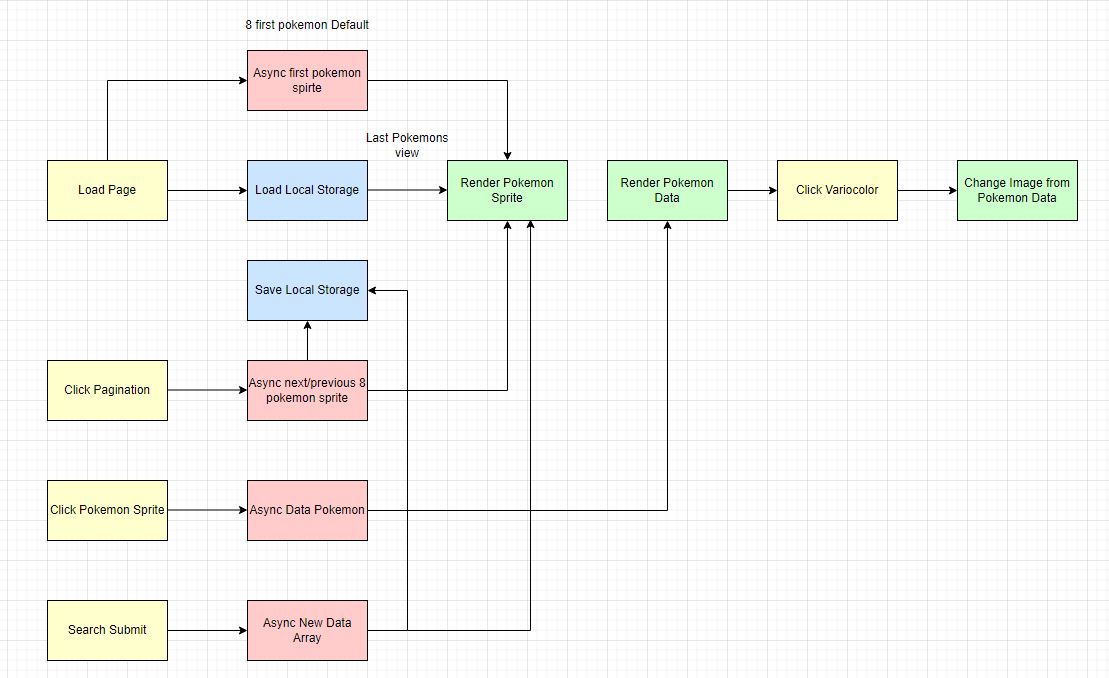 8 first pokemon Default
Async first pokemon
spirte
Last Pokemons
view
Load Page
Load Local Storage
Render Pokemon
Sprite
Render Pokemon
Data
Click Variocolor
Change Image from
Pokemon Data
Save Local Storage
Click Pagination
Async next/previous 8
pokemon sprite
Click Pokemon Sprite
Async Data Pokemon
Search Submit
Async New Data
Array